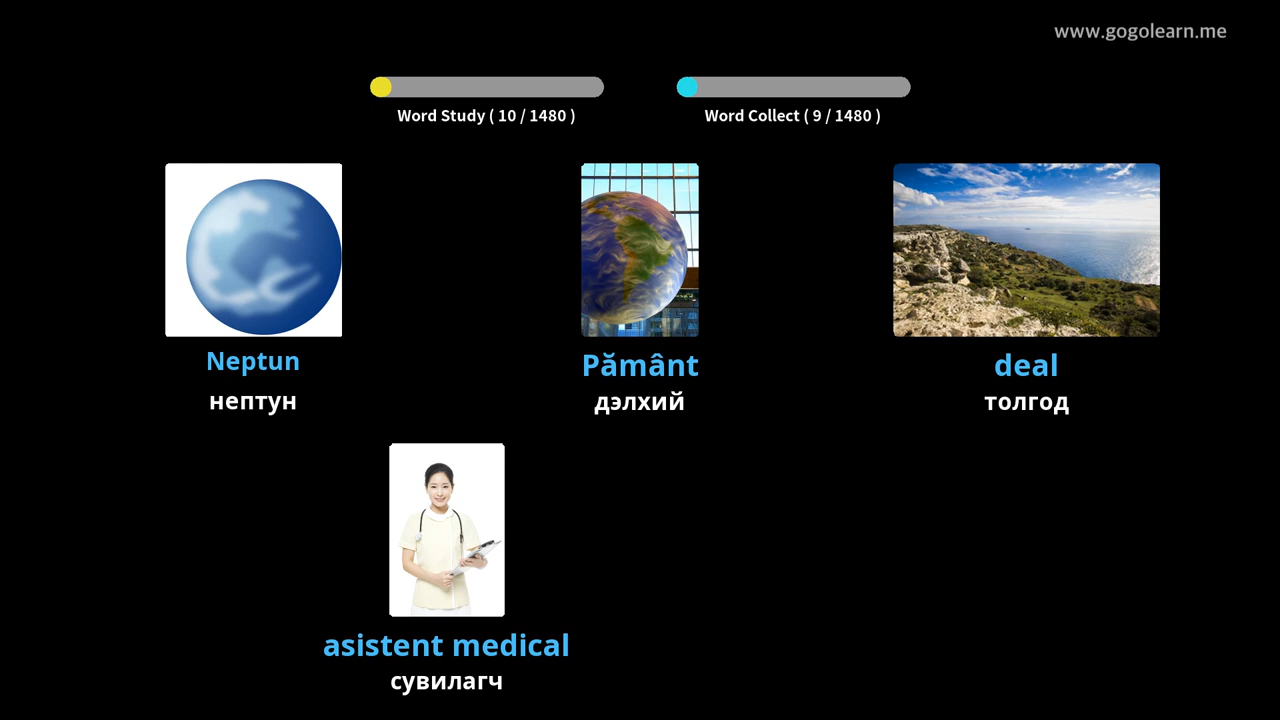 www.gogolearn.me
Word Study ( 10 / 1480 )
Word Collect ( 9 / 1480 )
Neptun
нептун
Pământ
дэлхий
deal
толгод
asistent medical
сувилагч